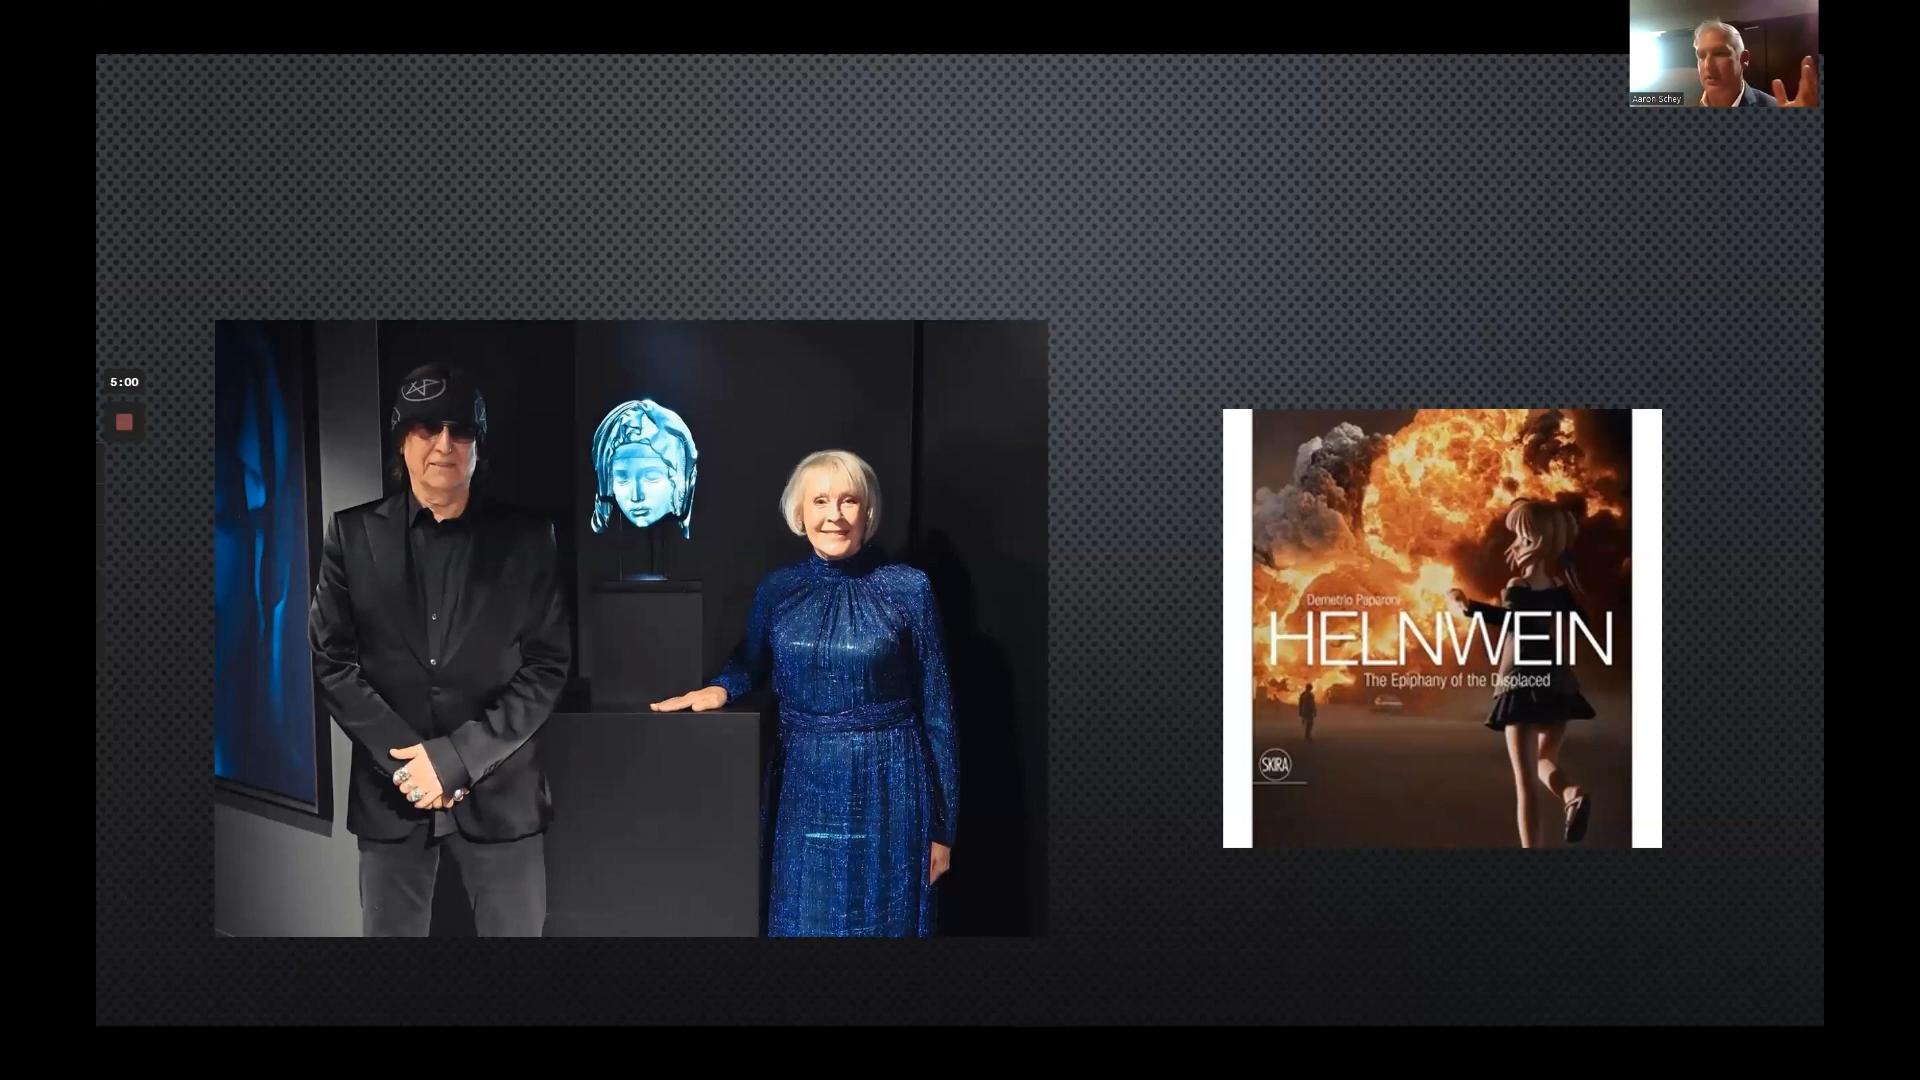 Aaron Schey
5:00
Demetrio Paparoni
HELNWEIN
The Epiphany of the Displaced
SKIRA